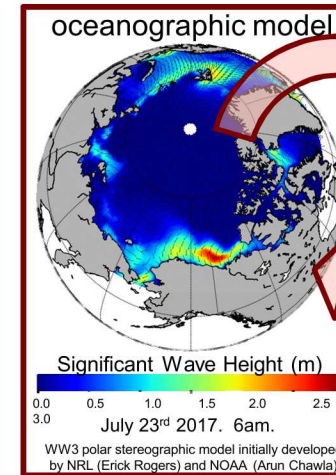 oceanographic model
Significant Wave Height (m)
0.0 0.5 1.0 1.5 2.0 2.5
3.0
July 23rd 2017. 6am.
WW3 polar stereographic model initially develope
by NRL (Erick Rogers) and NOAA (Arun Chawla